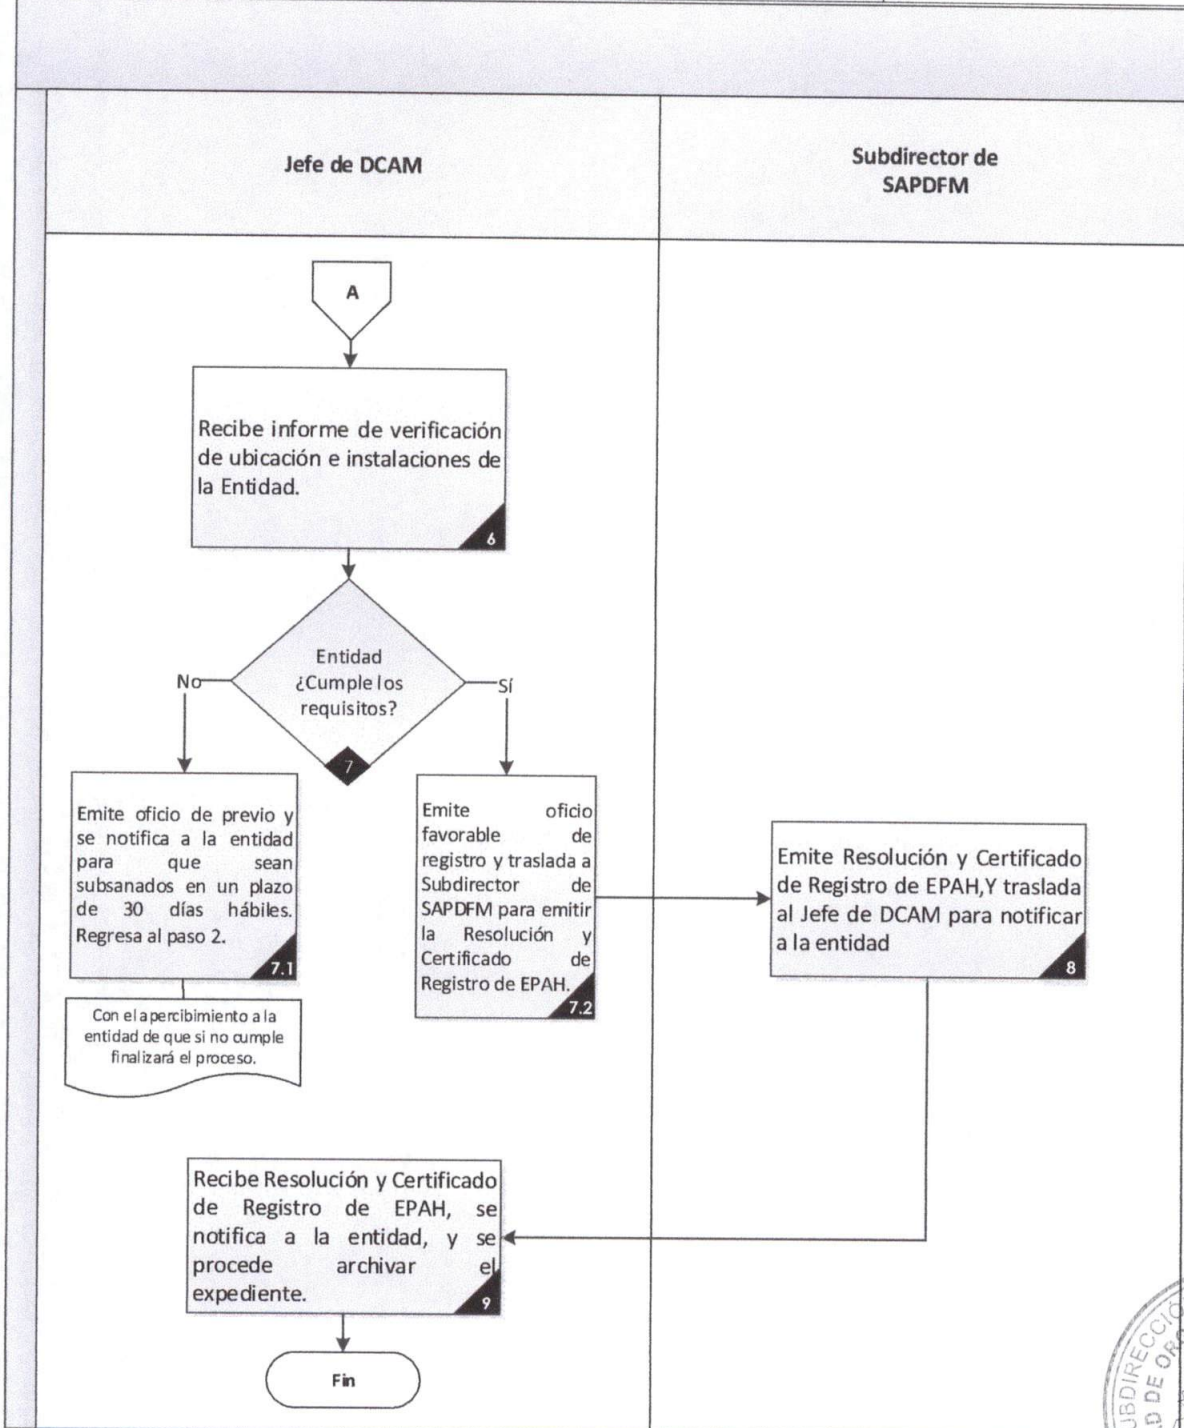 Jefe de DCAM
Subdirector de
SAPDFM
A
Recibe informe de verificación
de ubicación e instalaciones de
la Entidad.
6
Entidad
¿Cumple los
requisitos?
7
No
Sí
Emite oficio de previo y
se notifica a la entidad
para que sean
subsanados en un plazo
de 30 días hábiles.
Regresa al paso 2.
7.1
Con el apercibimiento a la
entidad de que si no cumple
finalizará el proceso.
Emite oficio
favorable de
registro y traslada a
Subdirector de
SAPDFM para emitir
la Resolución y
Certificado de
Registro de EPAH.
7.2
Emite Resolución y Certificado
de Registro de EPAH,Y traslada
al Jefe de DCAM para notificar
a la entidad
8
Recibe Resolución y Certificado
de Registro de EPAH, se
notifica a la entidad, y se
procede archivar el
expediente.
9
Fin